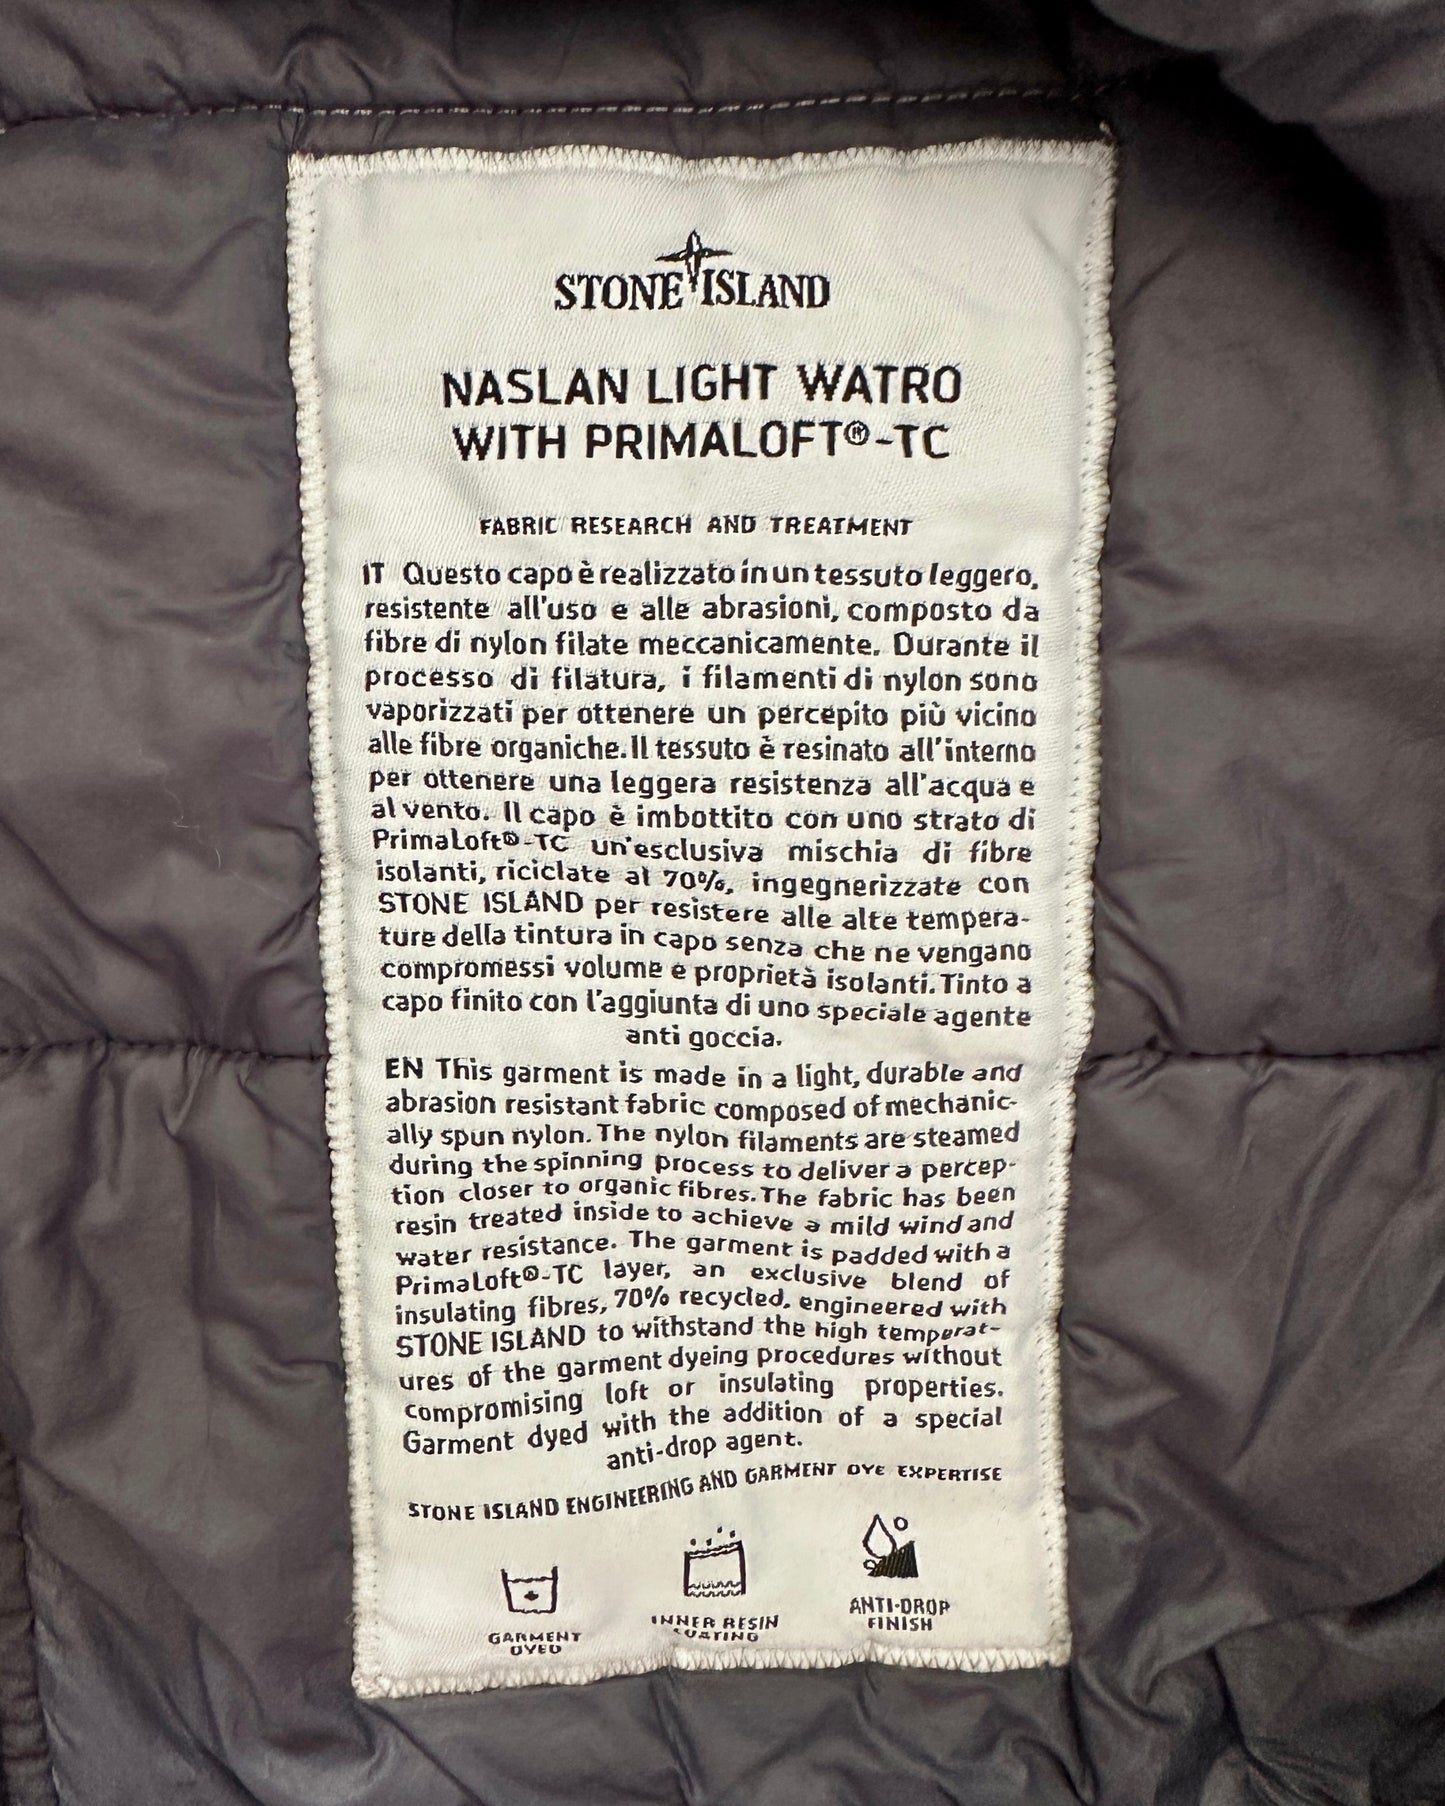 STONE ISLAND
NASLAN LIGHT WATRO
WITH PRIMALOFT®-TC
FABRIC RESEARCH AND TREATMENT
IT Questo capo è realizzato in un tessuto leggero,
resistente all'uso e alle abrasioni, composto da
fibre di nylon filate meccanicamente. Durante il
processo di filatura, i filamenti di nylon sono
vaporizzati per ottenere un percepito più vicino
alle fibre organiche. Il tessuto è resinato all'interno
per ottenere una leggera resistenza all'acqua e
al vento. Il capo è imbottito con uno strato di
PrimaLoft®-TC un'esclusiva mischia di fibre
isolanti, riciclate al 70%, ingegnerizzate con
STONE ISLAND per resistere alle alte tempera-
ture della tintura in capo senza che ne vengano
compromessi volume e proprietà isolanti. Tinto a
capo finito con l'aggiunta di uno speciale agente
anti goccia.
EN This garment is made in a light, durable and
abrasion resistant fabric composed of mechanic-
ally spun nylon. The nylon filaments are steamed
during the spinning process to deliver a percep-
tion closer to organic fibres. The fabric has been
resin treated inside to achieve a mild wind and
water resistance. The garment is padded with a
PrimaLoft®-TC layer, an exclusive blend of
insulating fibres, 70% recycled, engineered with
STONE ISLAND to withstand the high temperat-
ures of the garment dyeing procedures without
compromising loft or insulating properties.
Garment dyed with the addition of a special
anti-drop agent.
STONE ISLAND ENGINEERING AND GARMENT DYE EXPERTISE
GARMENT
DYED
INNER RESIN
COATING
ANTI-DROP
FINISH